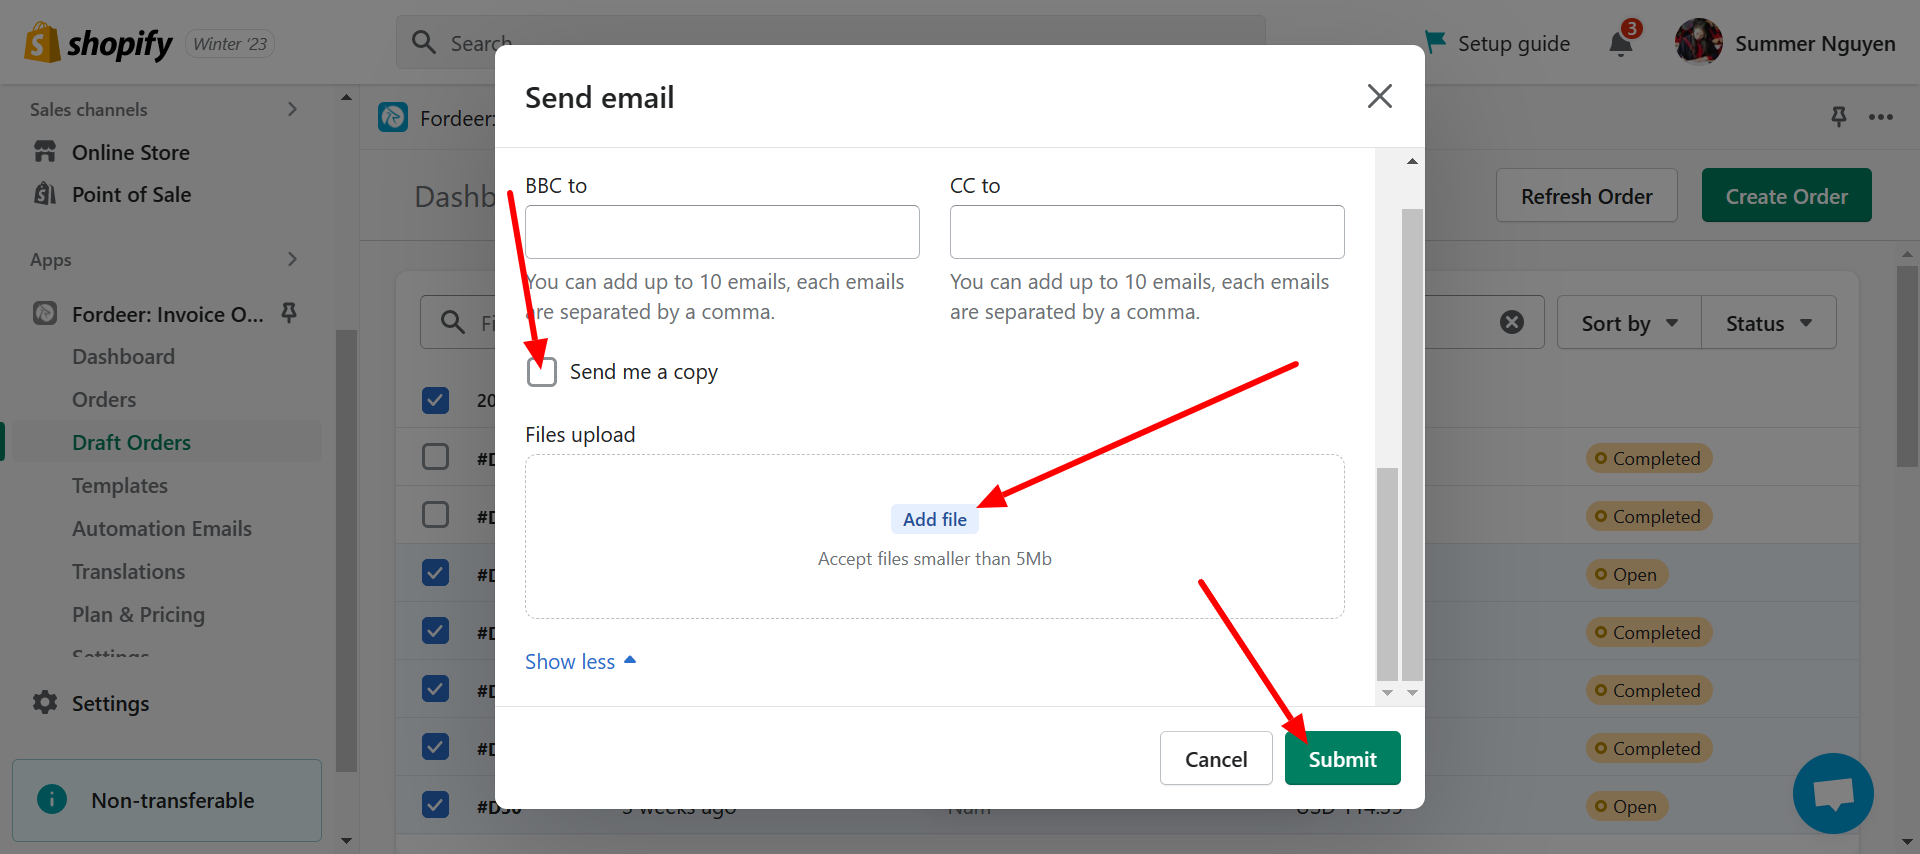 shopify
Winter '23
Search
Setup guide
3
Summer Nguyen
Sales channels
Online Store
Point of Sale
Apps
Fordeer: Invoice O...
Dashboard
Orders
Draft Orders
Templates
Automation Emails
Translations
Plan & Pricing
Settings
Settings
Non-transferable
Fordeer:
Refresh Order
Create Order
Sort by
Status
Completed
Completed
Open
Completed
Completed
Completed
3 weeks ago
Open
Send email
BBC to
CC to
You can add up to 10 emails, each emails
are separated by a comma.
You can add up to 10 emails, each emails
are separated by a comma.
Send me a copy
Files upload
Add file
Accept files smaller than 5Mb
Show less
Cancel
Submit